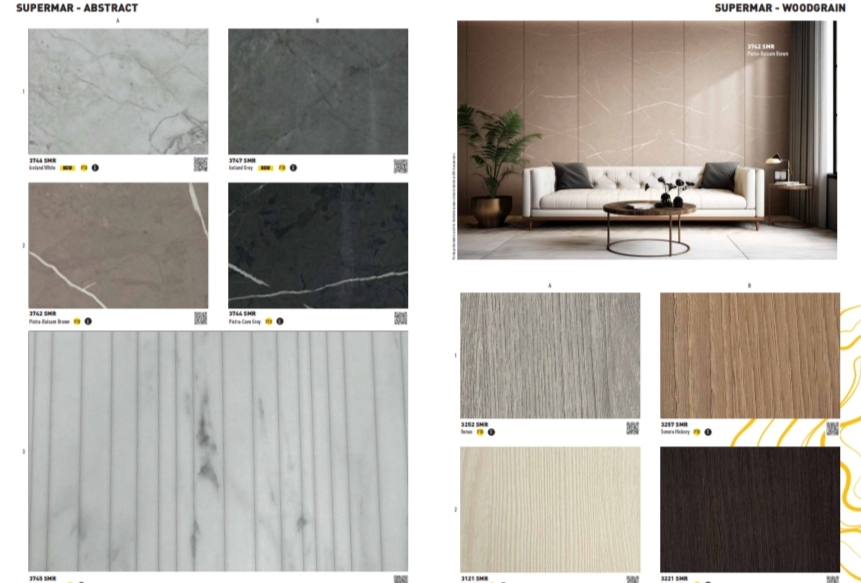 SUPERMAR - ABSTRACT
SUPERMAR - WOODGRAIN
A
B
1
3746 SMR
Iceland White NEW
3747 SMR
Iceland Grey NEW
2
3742 SMR
Pietra-Balsam Brown
3744 SMR
Pietra-Cave Grey
3
3745 SMR
3742 SMR
Pietra-Balsam Brown
A
B
1
3252 SMR
3257 SMR
Sonora Hickory
2
3121 SMR
3221 SMR